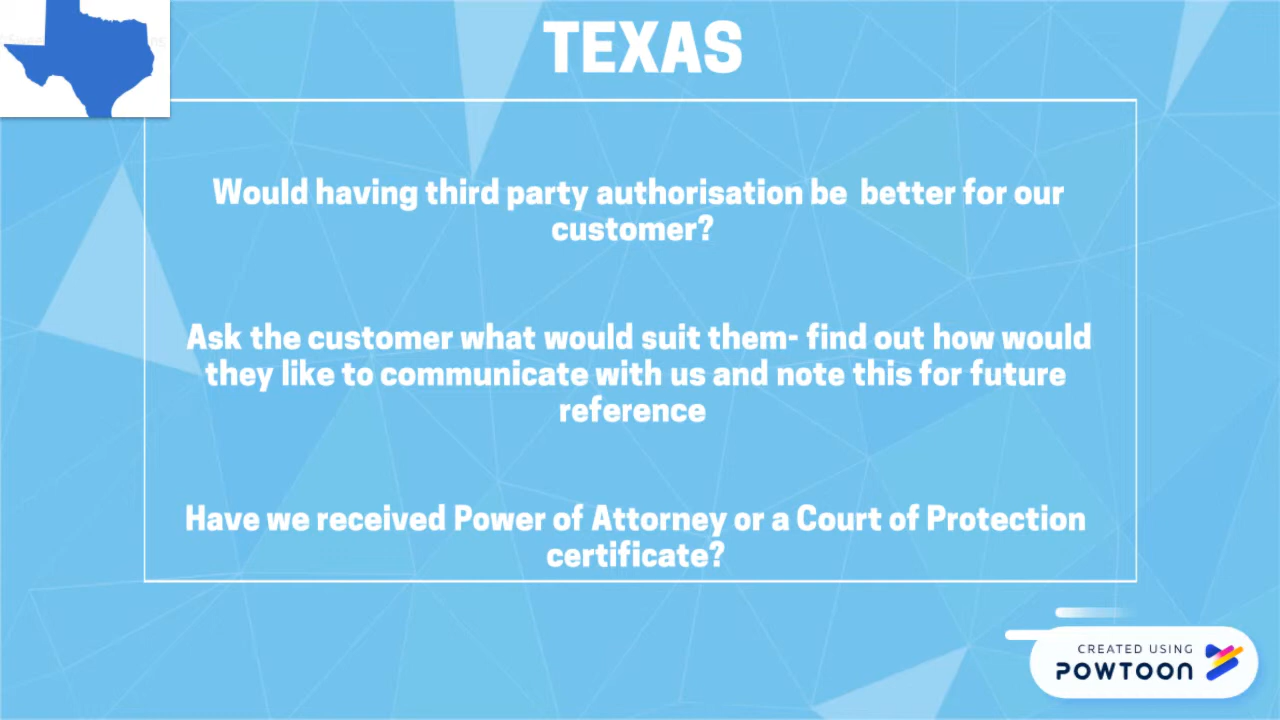 TEXAS
Would having third party authorisation be  better for our
customer?
Ask the customer what would suit them- find out how would
they like to communicate with us and note this for future
reference
Have we received Power of Attorney or a Court of Protection
certificate?
CREATED USING
POWTOON